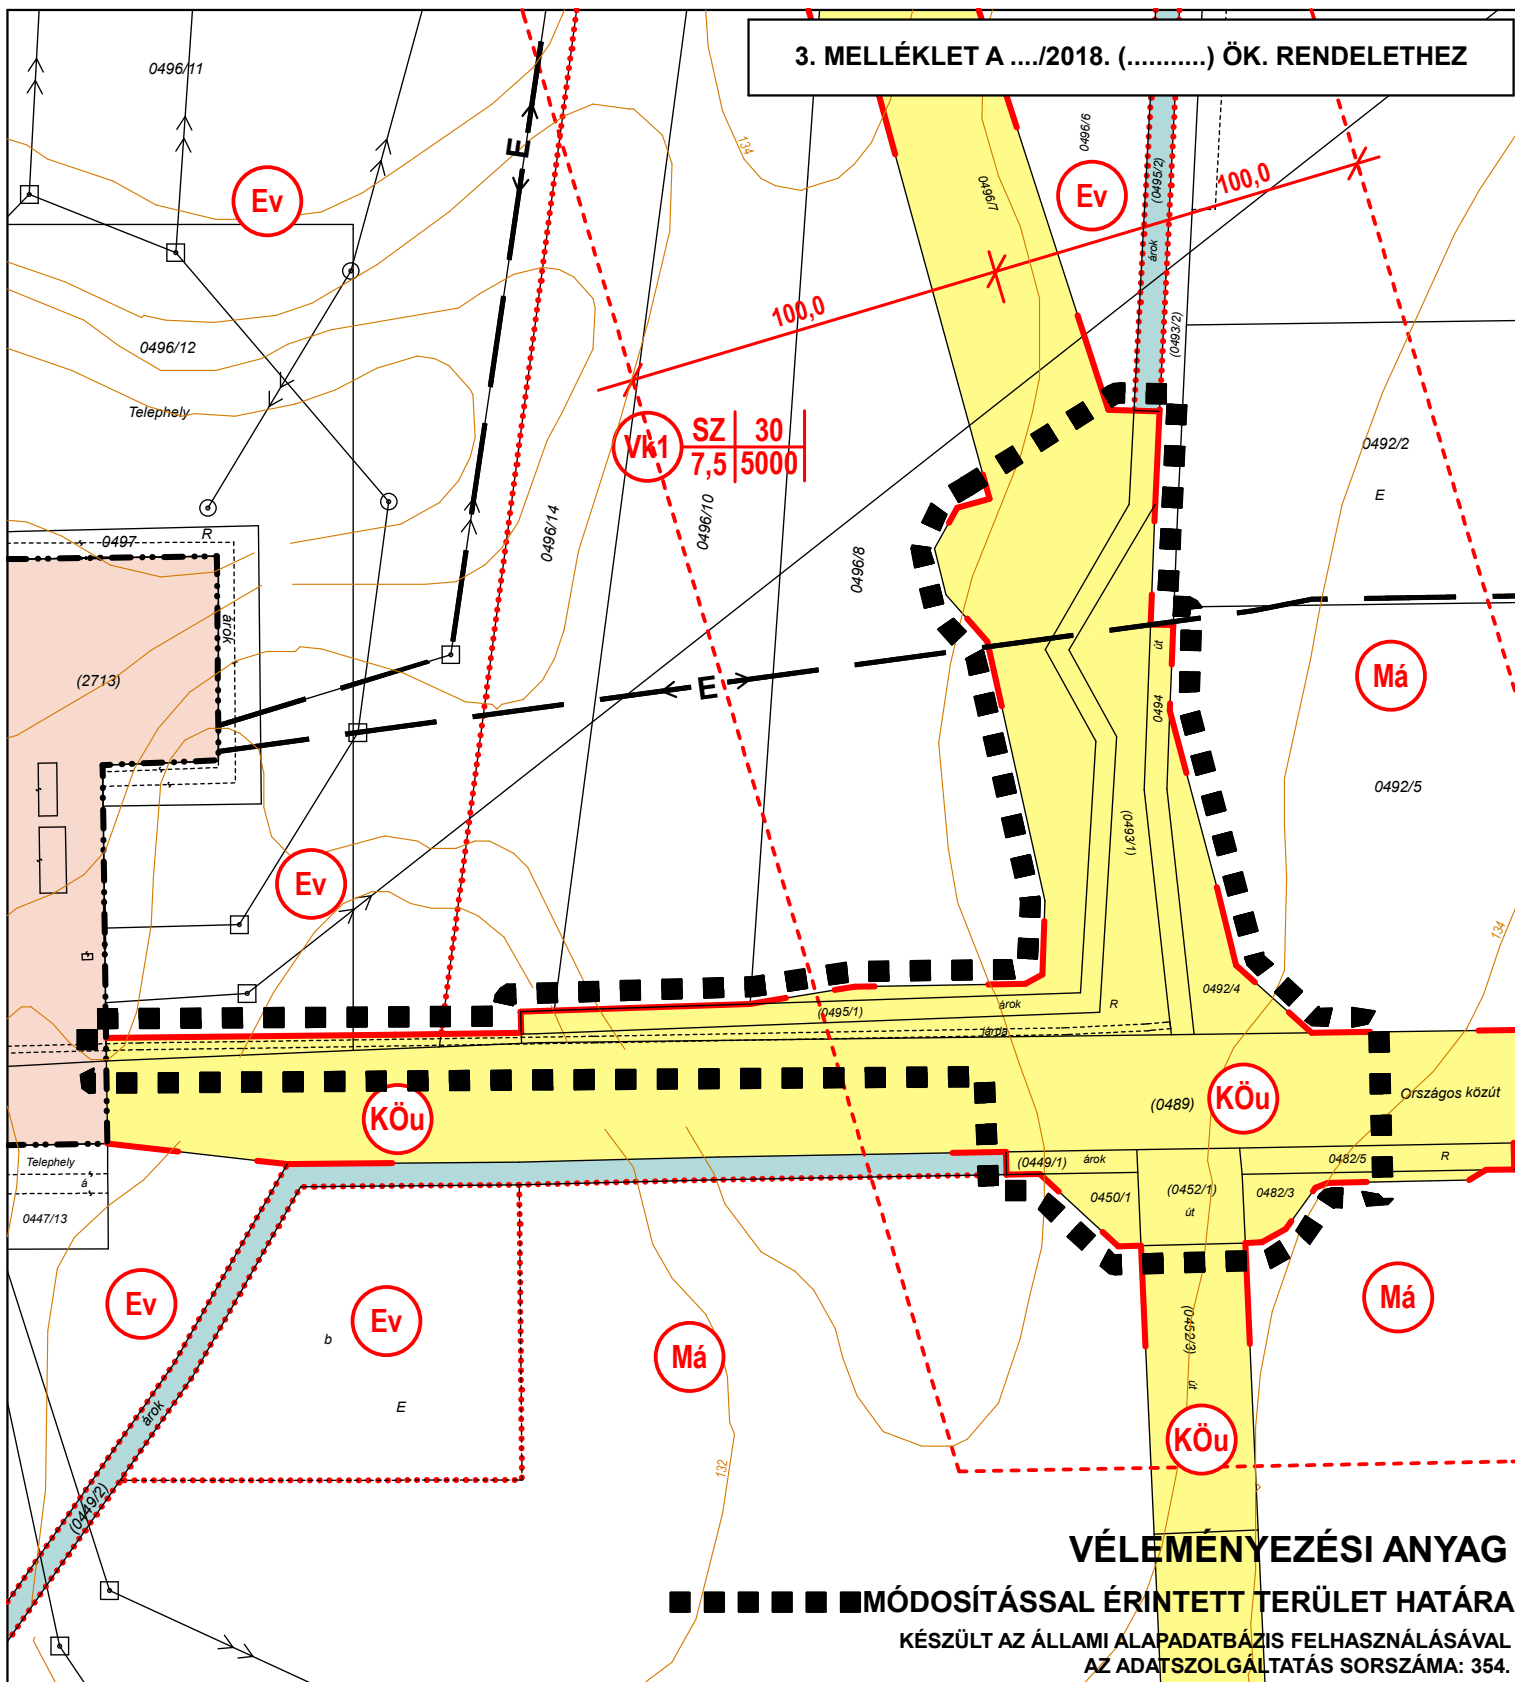 3. MELLÉKLET A ..../2018. (...........) ÖK. RENDELETHEZ
0496/11
Ev
E
134
0496/7
0496/6
Ev
(0495/2)
árok
100,0
100,0
(0493/2)
0496/12
Telephely
Vk1
SZ 30
7,5 5000
0492/2
E
0497
R
0496/14
0496/10
0496/8
árok
(2713)
E
út
0494
Má
0492/5
(0493/1)
Ev
134
0492/4
(0495/1)
árok
R
járda
KÖu
(0489)
KÖu
Országos közút
Telephely
á
0447/13
(0449/1)
árok
0450/1
(0452/1)
út
0482/3
0482/5
R
Ev
Ev
b
E
Má
Má
(0452/3)
út
KÖu
árok
(0449/2)
132
VÉLEMÉNYEZÉSI ANYAG
MÓDOSÍTÁSSAL ÉRINTETT TERÜLET HATÁRA
KÉSZÜLT AZ ÁLLAMI ALAPADATBÁZIS FELHASZNÁLÁSÁVAL
AZ ADATSZOLGÁLTATÁS SORSZÁMA: 354.